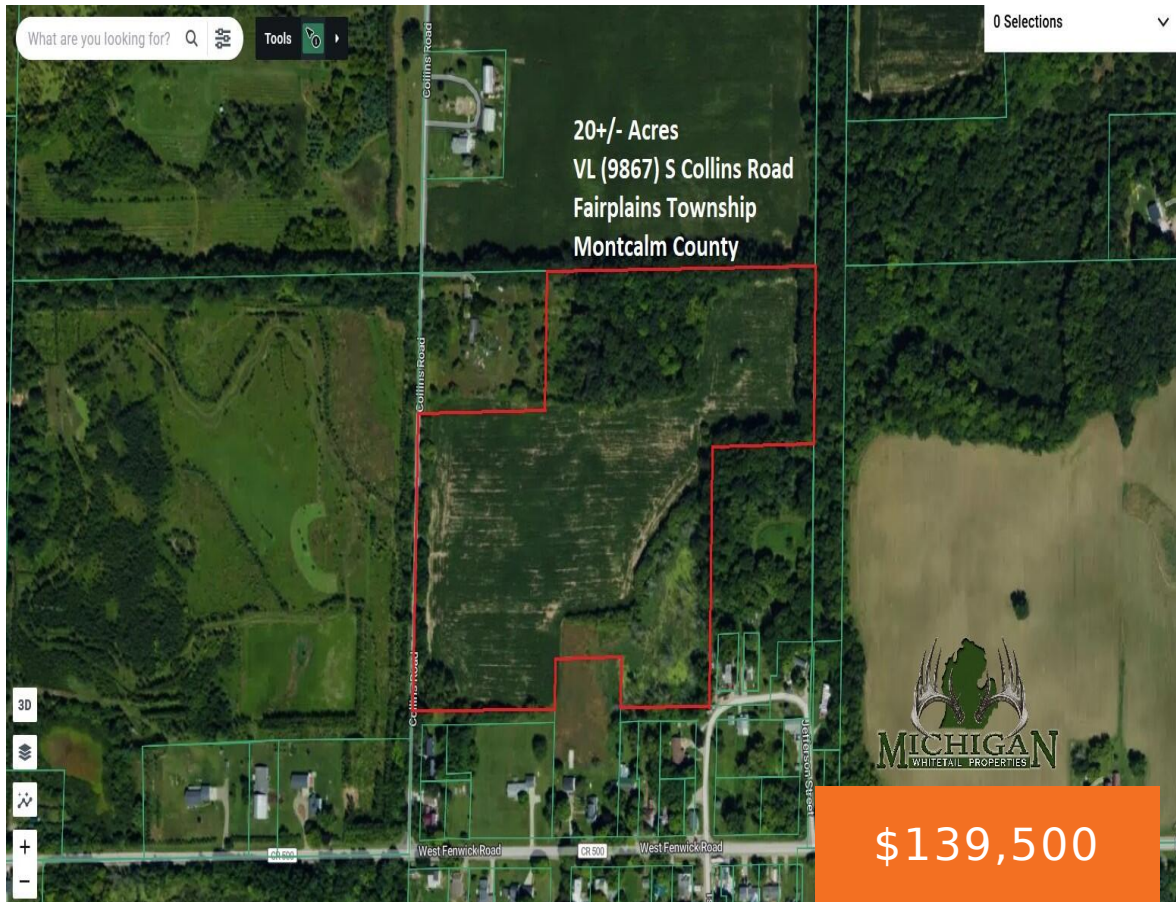 What are you looking for?
Tools
0 Selections
Collins Road
20+/- Acres
VL (9867) S Collins Road
Fairplains Township
Montcalm County
Collins Road
Collins Road
3D
Jefferson Street
MICHIGAN
WHITETAIL PROPERTIES
CR 500
West Fenwick Road
CR 500
West Fenwick Road
+
−
$139,500